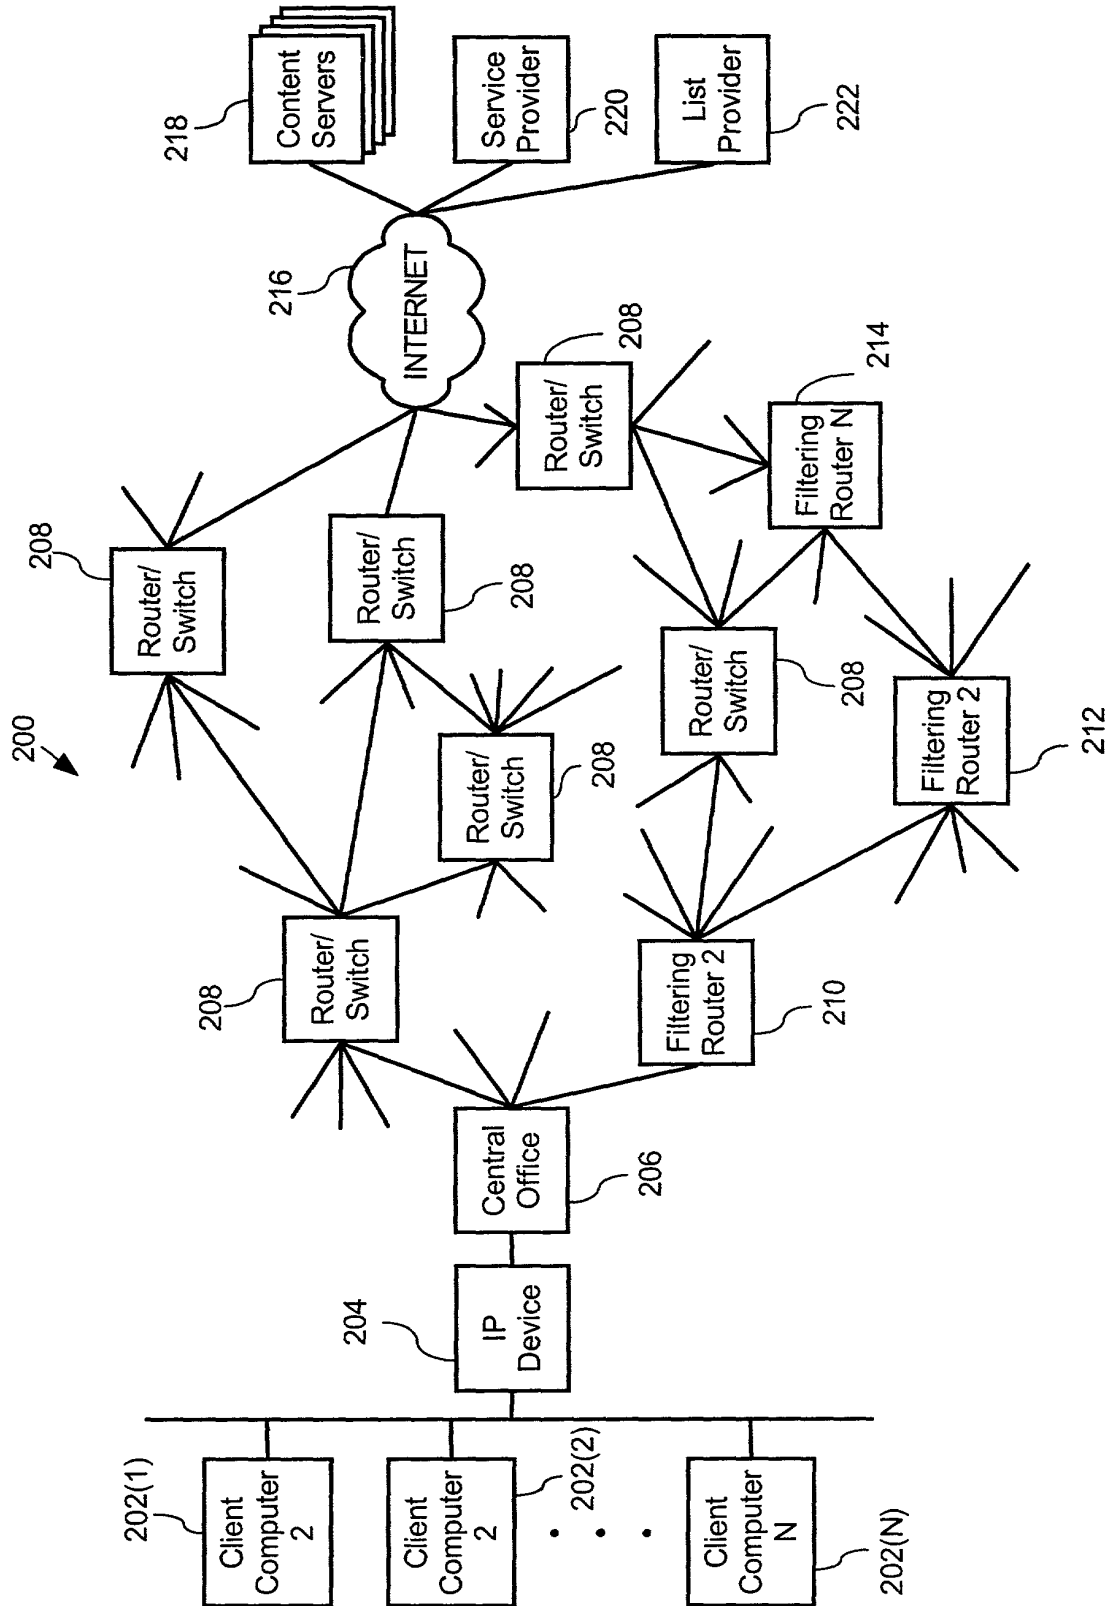 200
202(1)
Client
Computer
2
Client
Computer 2
202(2)
Client
Computer
N
202(N)
204
IP
Device
Central
Office
206
208
Router/
Switch
Filtering
Router 2
210
Router/
Switch
208
208
Router/
Switch
Router/
Switch
208
Router/
Switch
208
Filtering
Router 2
212
Router/
Switch
208
Filtering
Router N
214
216
INTERNET
218
Content
Servers
Service
Provider
220
List
Provider
222